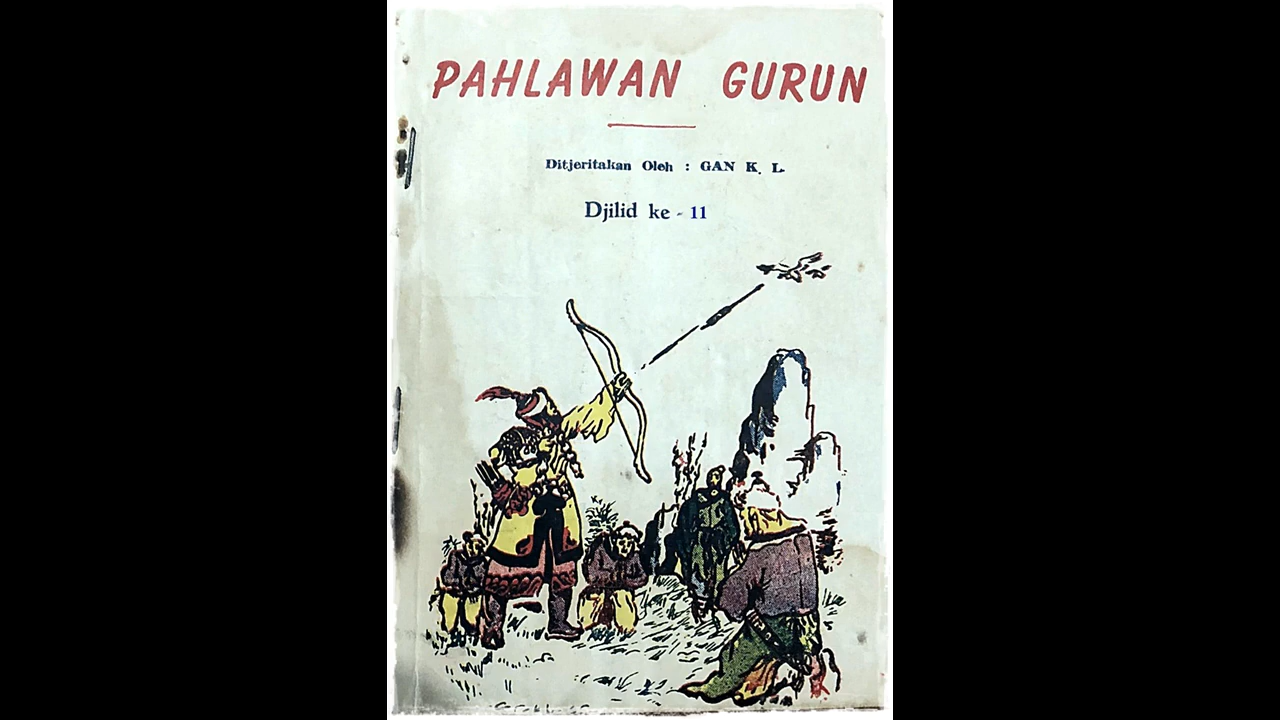 PAHLAWAN GURUN
Ditjeritakan Oleh : GAN K. L.
Djilid ke - 11